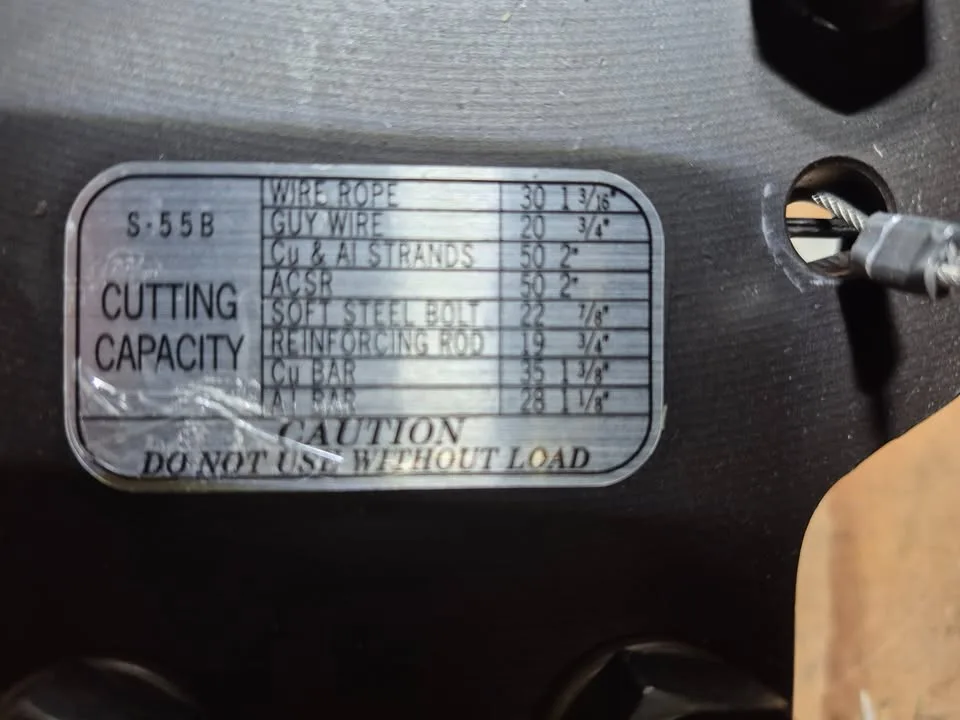 S-55B
CUTTING
CAPACITY
WIRE ROPE 30 1 3/16"
GUY WIRE 20 3/4"
Cu & Al STRANDS 50 2"
ACSR 50 2"
SOFT STEEL BOLT 22 7/8"
REINFORCING ROD 19 3/4"
Cu BAR 35 1 3/8"
Al BAR 28 1 1/8"
CAUTION
DO NOT USE WITHOUT LOAD